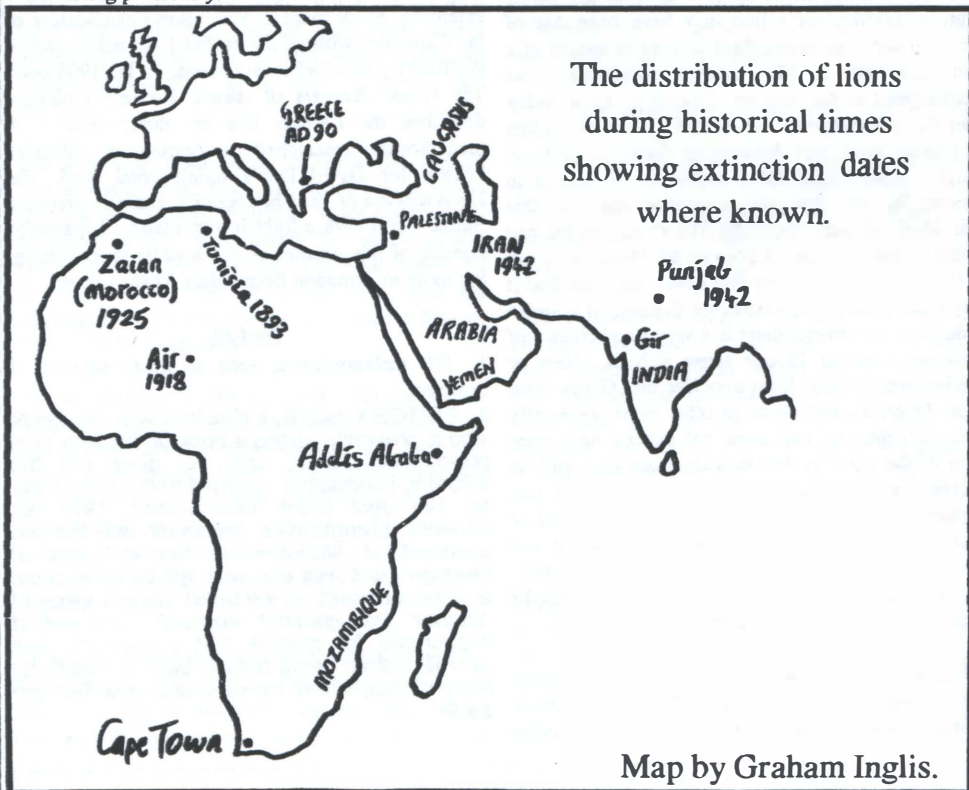 The distribution of lions
during historical times
showing extinction dates
where known.
GREECE
AD 90
CAUCASUS
PALESTINE
IRAN
1942
Zaian
(Morocco)
1925
Tunisia 1893
Punjab
1942
Air
1918
ARABIA
YEMEN
Gir
INDIA
Addis Ababa
MOZAMBIQUE
Cape Town
Map by Graham Inglis.